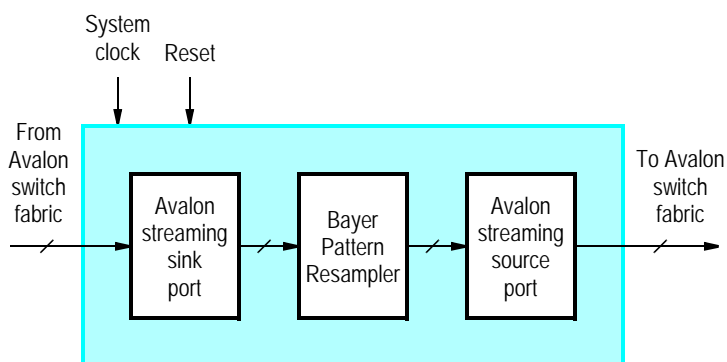 System
clock
Reset
From
Avalon
switch
fabric
Avalon
streaming
sink
port
Bayer
Pattern
Resampler
Avalon
streaming
source
port
To Avalon
switch
fabric